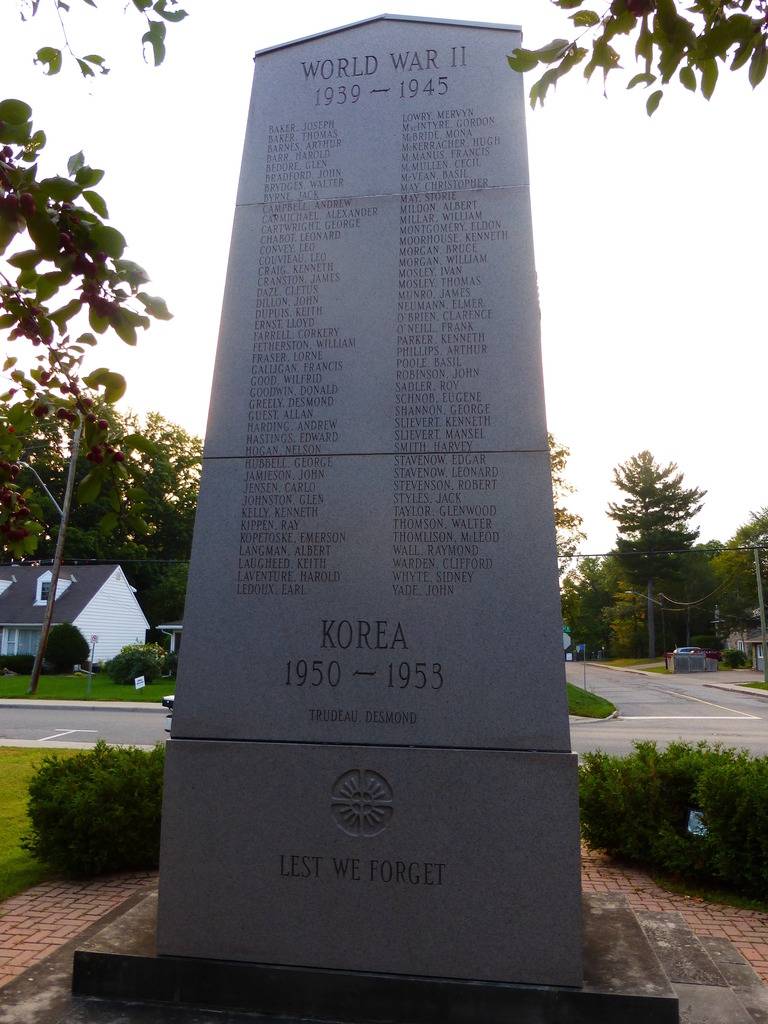 WORLD WAR II
1939 — 1945
BAKER, JOSEPH
BAKER, THOMAS
BARNES, ARTHUR
BARR, HAROLD
BEDORE, GLEN
BRADFORD, JOHN
BRYDGES, WALTER
BYRNE, JACK
CAMPBELL, ANDREW
CARMICHAEL, ALEXANDER
CARTWRIGHT, GEORGE
CHABOT, LEONARD
CONVEY, LEO
COUVIEAU, LEO
CRAIG, KENNETH
CRANSTON, JAMES
DAZE, CLETUS
DILLON, JOHN
DUPUIS, KEITH
ERNST, LLOYD
FARRELL, CORKERY
FETHERSTON, WILLIAM
FRASER, LORNE
GALLIGAN, FRANCIS
GOOD, WILFRID
GOODWIN, DONALD
GREELY, DESMOND
GUEST, ALLAN
HARDING, ANDREW
HASTINGS, EDWARD
HOGAN, NELSON
HUBBELL, GEORGE
JAMIESON, JOHN
JENSEN, CARLO
JOHNSTON, GLEN
KELLY, KENNETH
KIPPEN, RAY
KOPETOSKE, EMERSON
LANGMAN, ALBERT
LAUGHEED, KEITH
LAVENTURE, HAROLD
LEDOUX, EARL
LOWRY, MERVYN
McINTYRE, GORDON
McBRIDE, MONA
McKERRACHER, HUGH
McMANUS, FRANCIS
McMULLEN, CECIL
McVEAN, BASIL
MAY, CHRISTOPHER
MAY, STORIE
MILDON, ALBERT
MILLAR, WILLIAM
MONTGOMERY, ELDON
MOORHOUSE, KENNETH
MORGAN, BRUCE
MORGAN, WILLIAM
MOSLEY, IVAN
MOSLEY, THOMAS
MUNRO, JAMES
NEUMANN, ELMER
O'BRIEN, CLARENCE
O'NEILL, FRANK
PARKER, KENNETH
PHILLIPS, ARTHUR
POOLE, BASIL
ROBINSON, JOHN
SADLER, ROY
SCHNOB, EUGENE
SHANNON, GEORGE
SLIEVERT, KENNETH
SLIEVERT, MANSEL
SMITH, HARVEY
STAVENOW, EDGAR
STAVENOW, LEONARD
STEVENSON, ROBERT
STYLES, JACK
TAYLOR, GLENWOOD
THOMSON, WALTER
THOMLISON, McLEOD
WALL, RAYMOND
WARDEN, CLIFFORD
WHYTE, SIDNEY
YADE, JOHN
KOREA
1950 — 1953
TRUDEAU, DESMOND
LEST WE FORGET